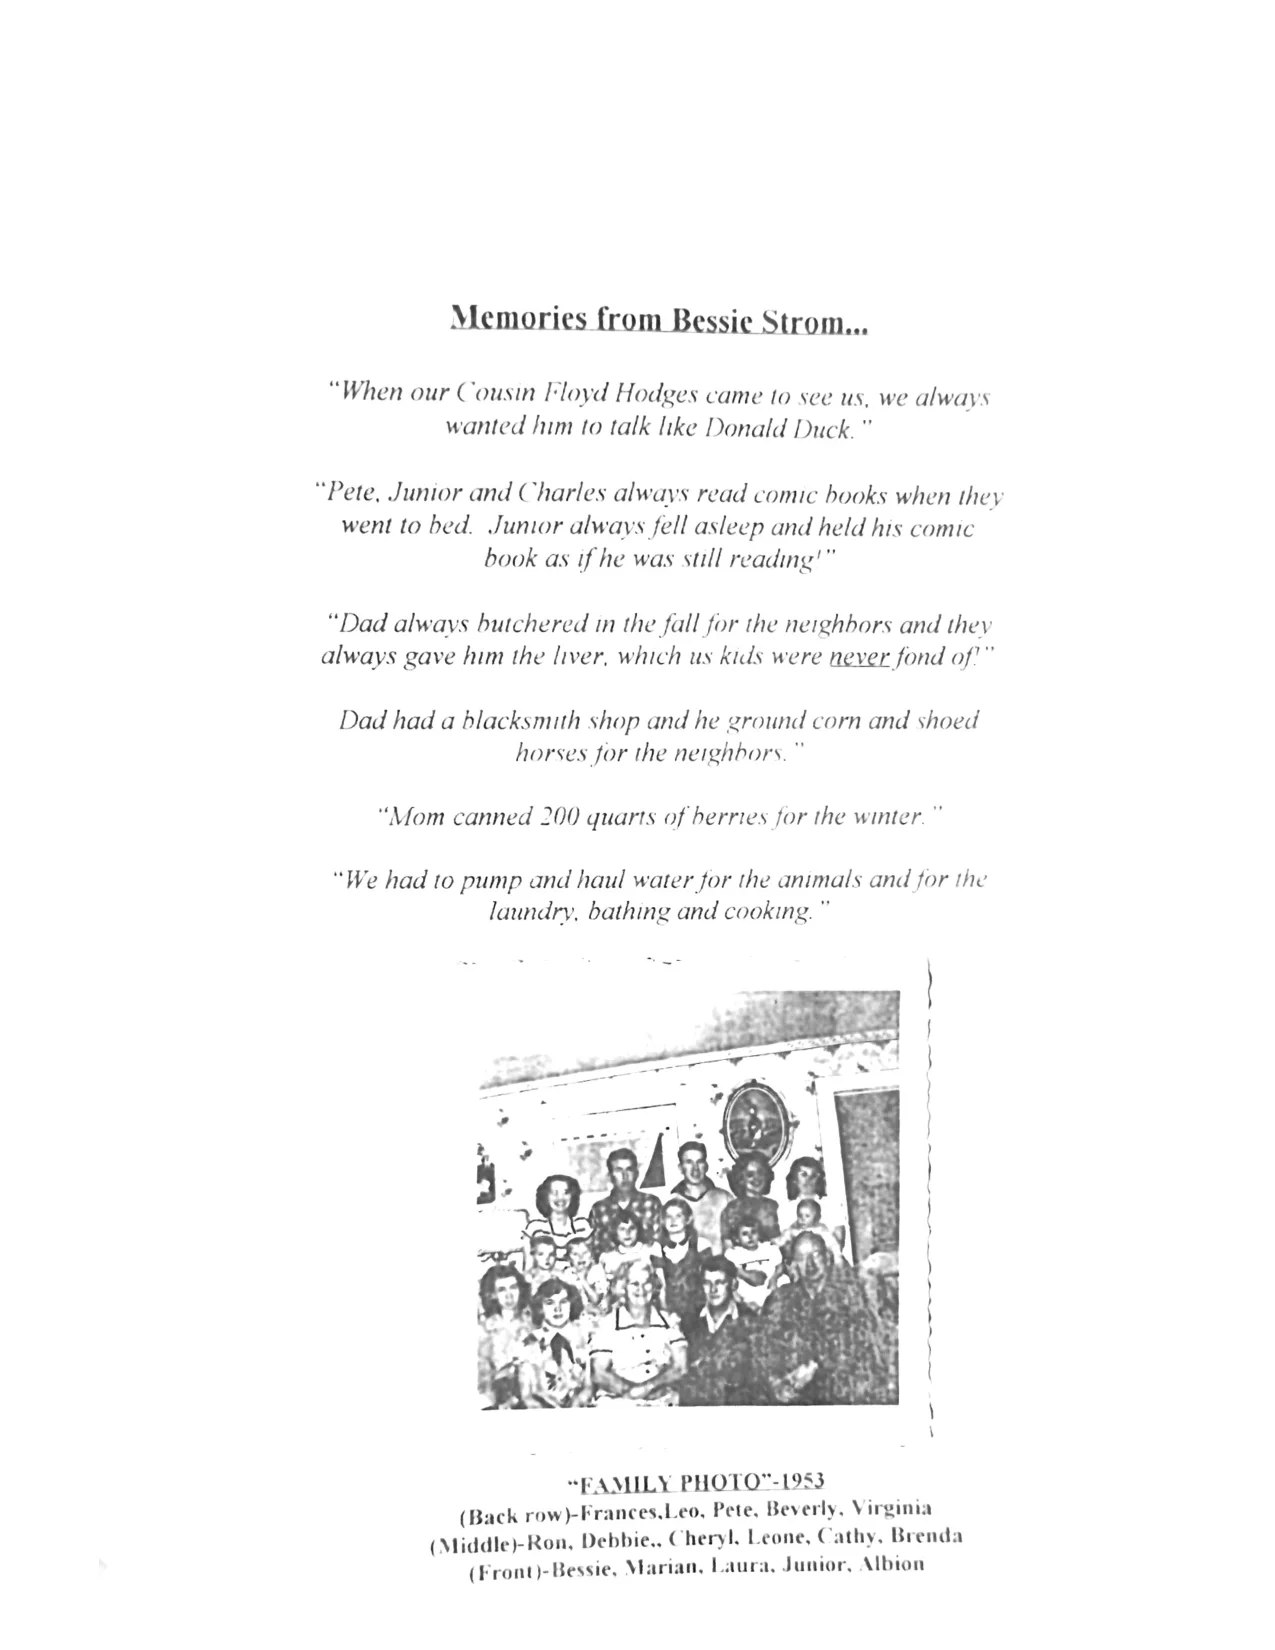 Memories from Bessie Strom...
“When our Cousin Floyd Hodges came to see us, we always
wanted him to talk like Donald Duck.”
“Pete, Junior and Charles always read comic books when they
went to bed.  Junior always fell asleep and held his comic
book as if he was still reading!”
“Dad always butchered in the fall for the neighbors and they
always gave him the liver, which us kids were never fond of!”
Dad had a blacksmith shop and he ground corn and shoed
horses for the neighbors.”
“Mom canned 200 quarts of berries for the winter.”
“We had to pump and haul water for the animals and for the
laundry, bathing and cooking.”
“FAMILY PHOTO”-1953
(Back row)-Frances,Leo, Pete, Beverly, Virginia
(Middle)-Ron, Debbie,, Cheryl, Leone, Cathy, Brenda
(Front)-Bessie, Marian, Laura, Junior, Albion